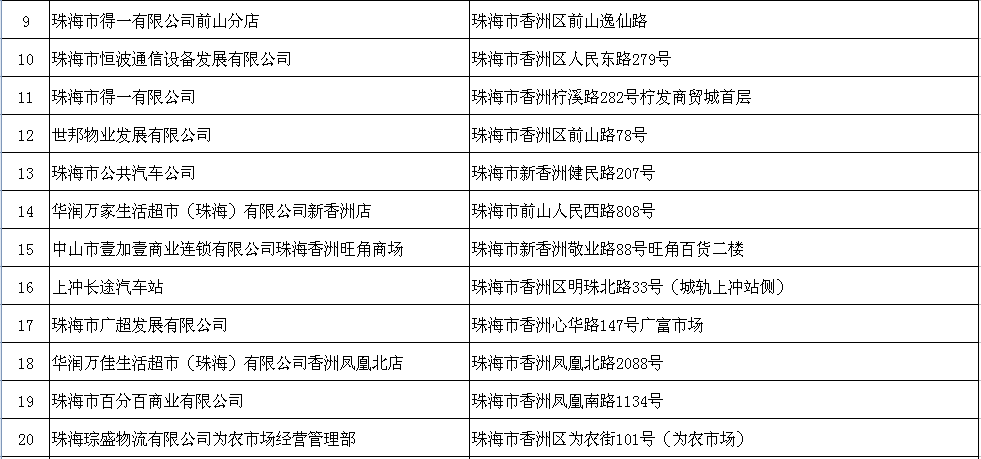 9 珠海市得一有限公司前山分店 珠海市香洲区前山逸仙路
10 珠海市恒波通信设备发展有限公司 珠海市香洲区人民东路279号
11 珠海市得一有限公司 珠海市香洲柠溪路282号柠发商贸城首层
12 世邦物业发展有限公司 珠海市香洲区前山路78号
13 珠海市公共汽车公司 珠海市新香洲健民路207号
14 华润万家生活超市（珠海）有限公司新香洲店 珠海市前山人民西路808号
15 中山市壹加壹商业连锁有限公司珠海香洲旺角商场 珠海市新香洲敬业路88号旺角百货二楼
16 上冲长途汽车站 珠海市香洲区明珠北路33号（城轨上冲站侧）
17 珠海市广超发展有限公司 珠海市香洲心华路147号广富市场
18 华润万佳生活超市（珠海）有限公司香洲凤凰北店 珠海市香洲凤凰北路2088号
19 珠海市百分百商业有限公司 珠海市香洲凤凰南路1134号
20 珠海琮盛物流有限公司为农市场经营管理部 珠海市香洲区为农街101号（为农市场）